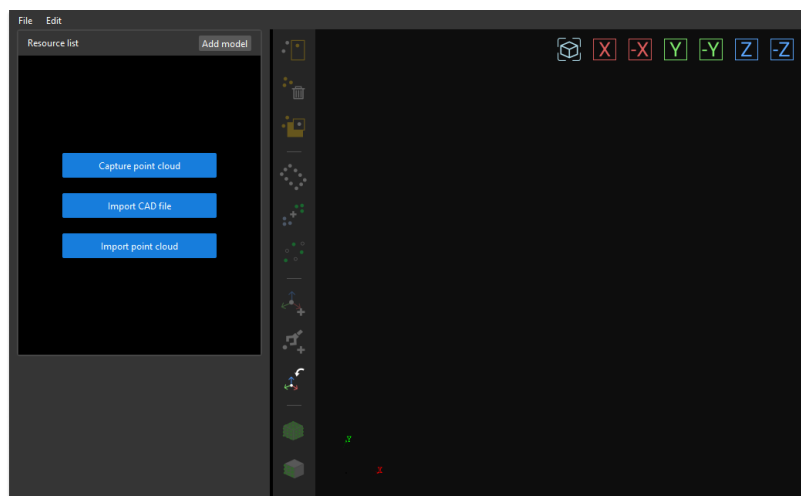 File Edit
Resource list Add model
X -X Y -Y Z -Z
Capture point cloud
Import CAD file
Import point cloud
Y
X